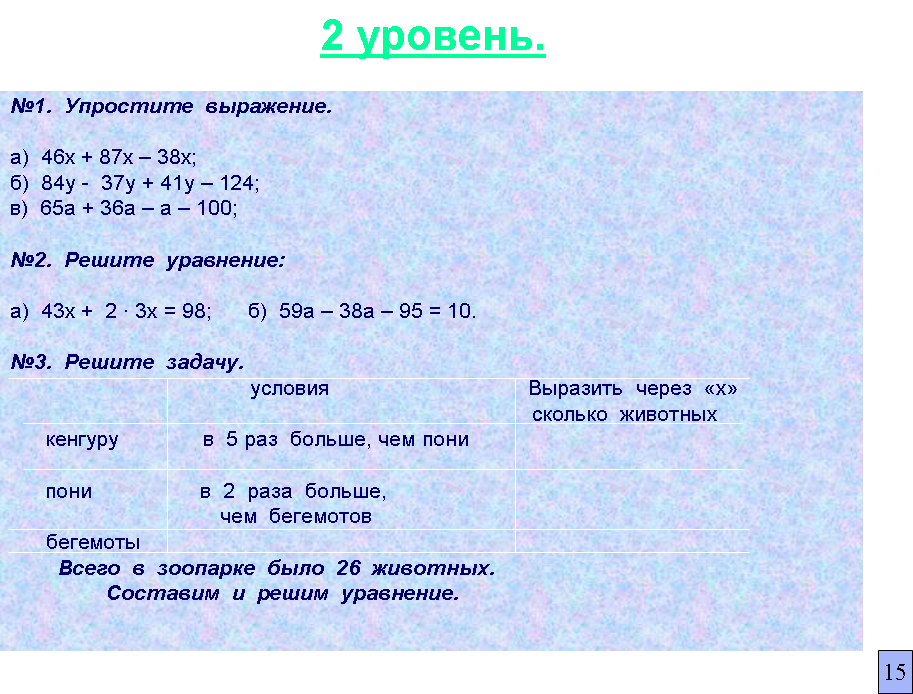 2 уровень.
№1. Упростите выражение.
а) 46х + 87х – 38х;
б) 84у - 37у + 41у – 124;
в) 65а + 36а – а – 100;
№2. Решите уравнение:
а) 43х + 2 · 3х = 98; б) 59а – 38а – 95 = 10.
№3. Решите задачу.
условия Выразить через «х»
сколько животных
кенгуру в 5 раз больше, чем пони
пони в 2 раза больше,
чем бегемотов
бегемоты
Всего в зоопарке было 26 животных.
Составим и решим уравнение.
15